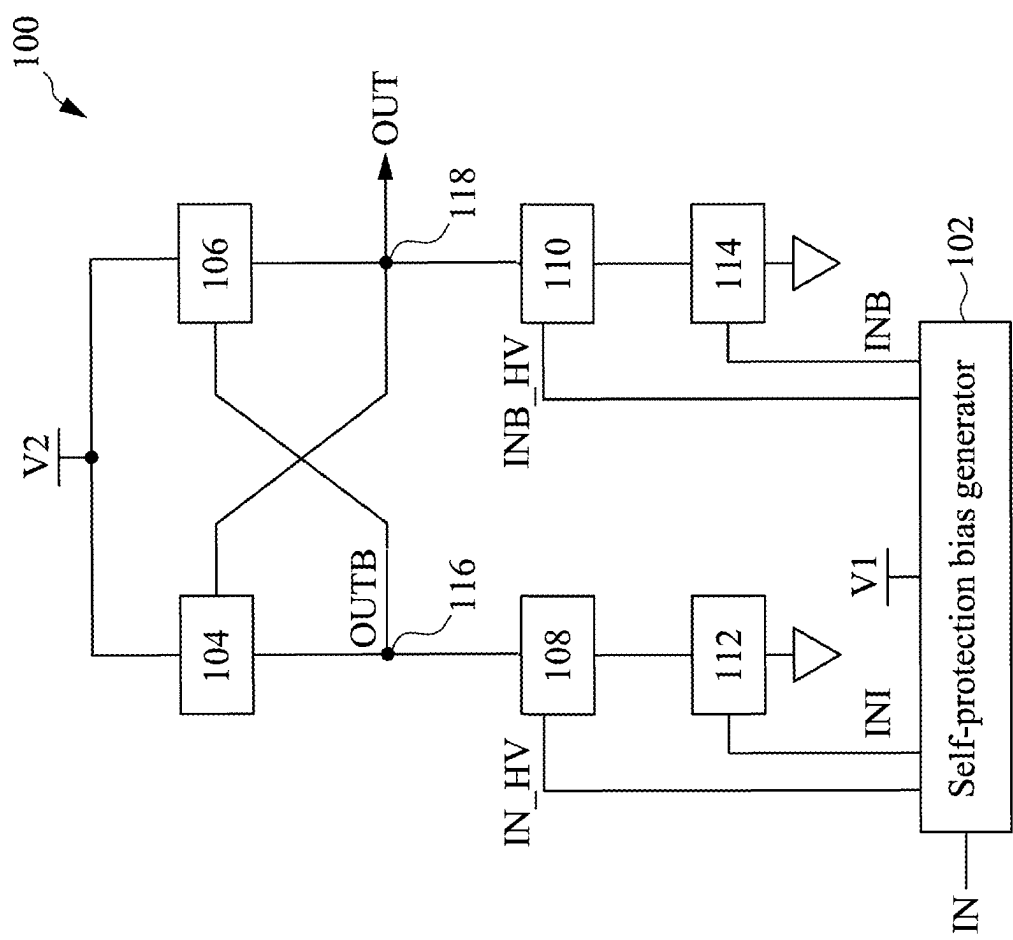 100
V2
104
106
OUT
118
OUTB
116
IN_HV
108
INB_HV
110
112
114
INI
V1
INB
102
IN
Self-protection bias generator